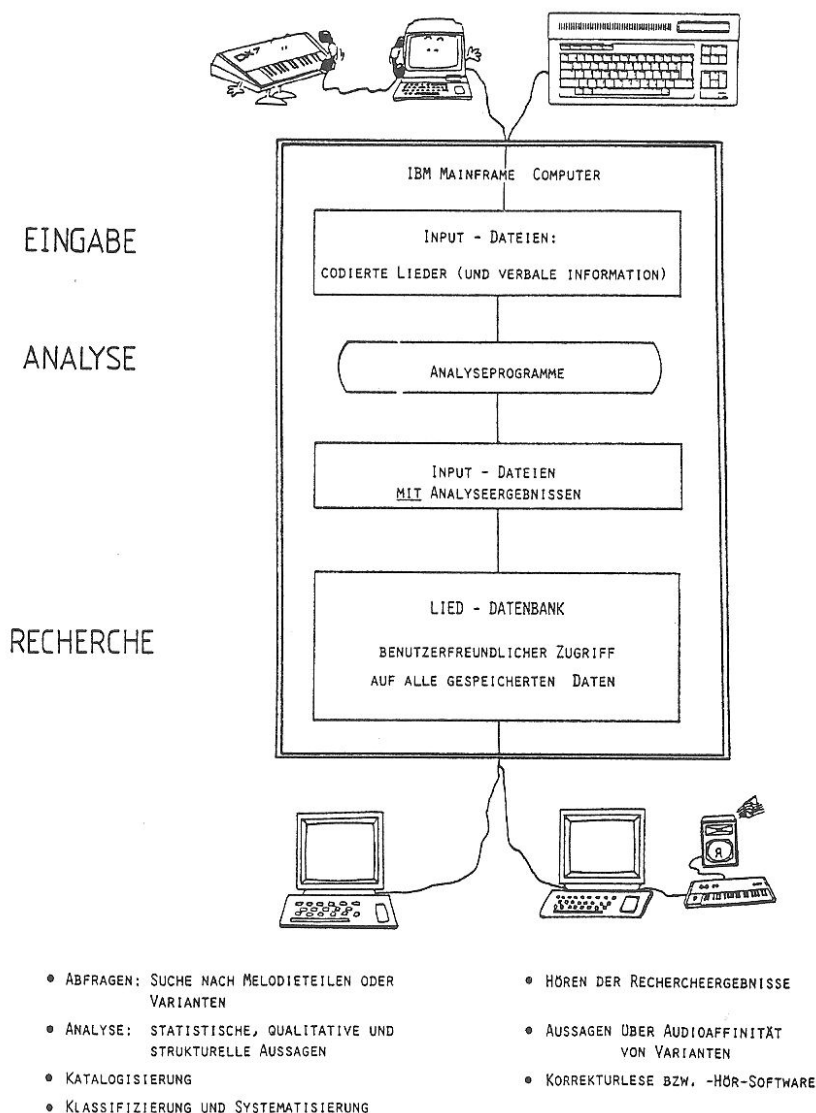 DX7
IBM MAINFRAME COMPUTER
EINGABE
INPUT - DATEIEN:
CODIERTE LIEDER (UND VERBALE INFORMATION)
ANALYSE
ANALYSEPROGRAMME
INPUT - DATEIEN
MIT ANALYSEERGEBNISSEN
RECHERCHE
LIED - DATENBANK
BENUTZERFREUNDLICHER ZUGRIFF
AUF ALLE GESPEICHERTEN DATEN
• ABFRAGEN: SUCHE NACH MELODIETEILEN ODER
VARIANTEN
• ANALYSE: STATISTISCHE, QUALITATIVE UND
STRUKTURELLE AUSSAGEN
• KATALOGISIERUNG
• KLASSIFIZIERUNG UND SYSTEMATISIERUNG
• HÖREN DER RECHERCHEERGEBNISSE
• AUSSAGEN ÜBER AUDIOAFFINITÄT
VON VARIANTEN
• KORREKTURLESE BZW. -HÖR-SOFTWARE